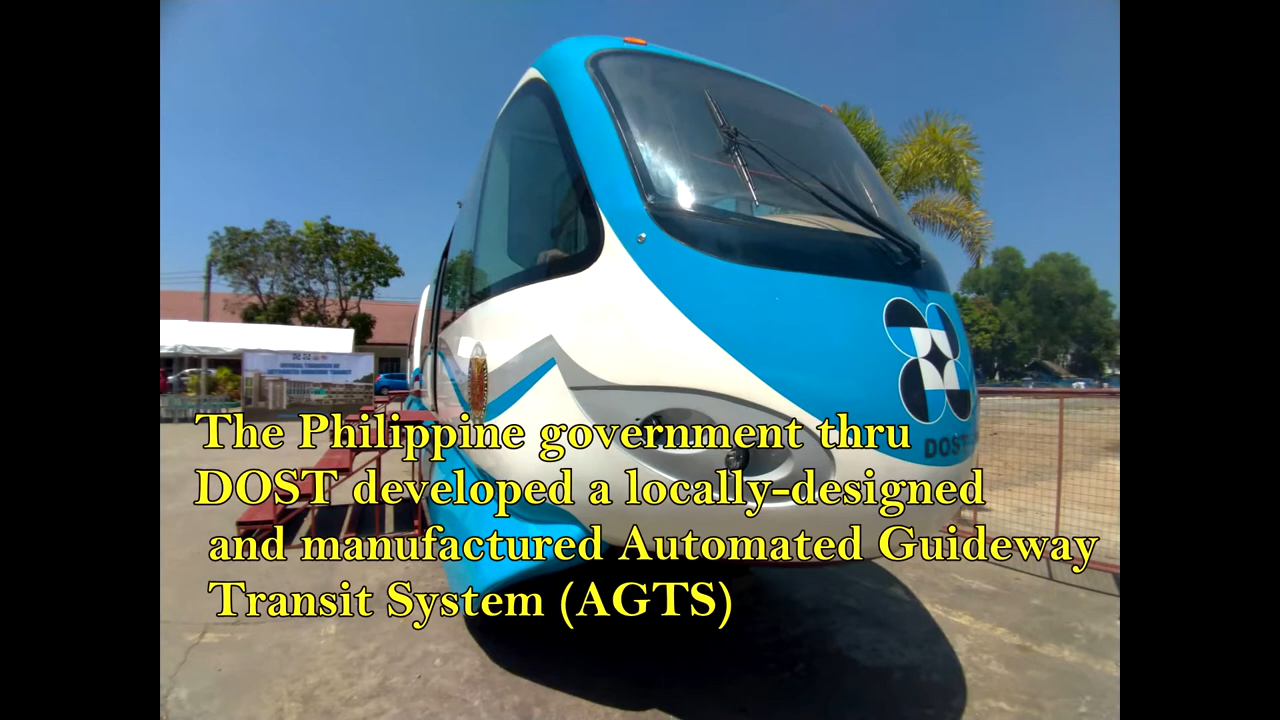 The Philippine government thru
DOST developed a locally-designed
and manufactured Automated Guideway
Transit System (AGTS)
DOST